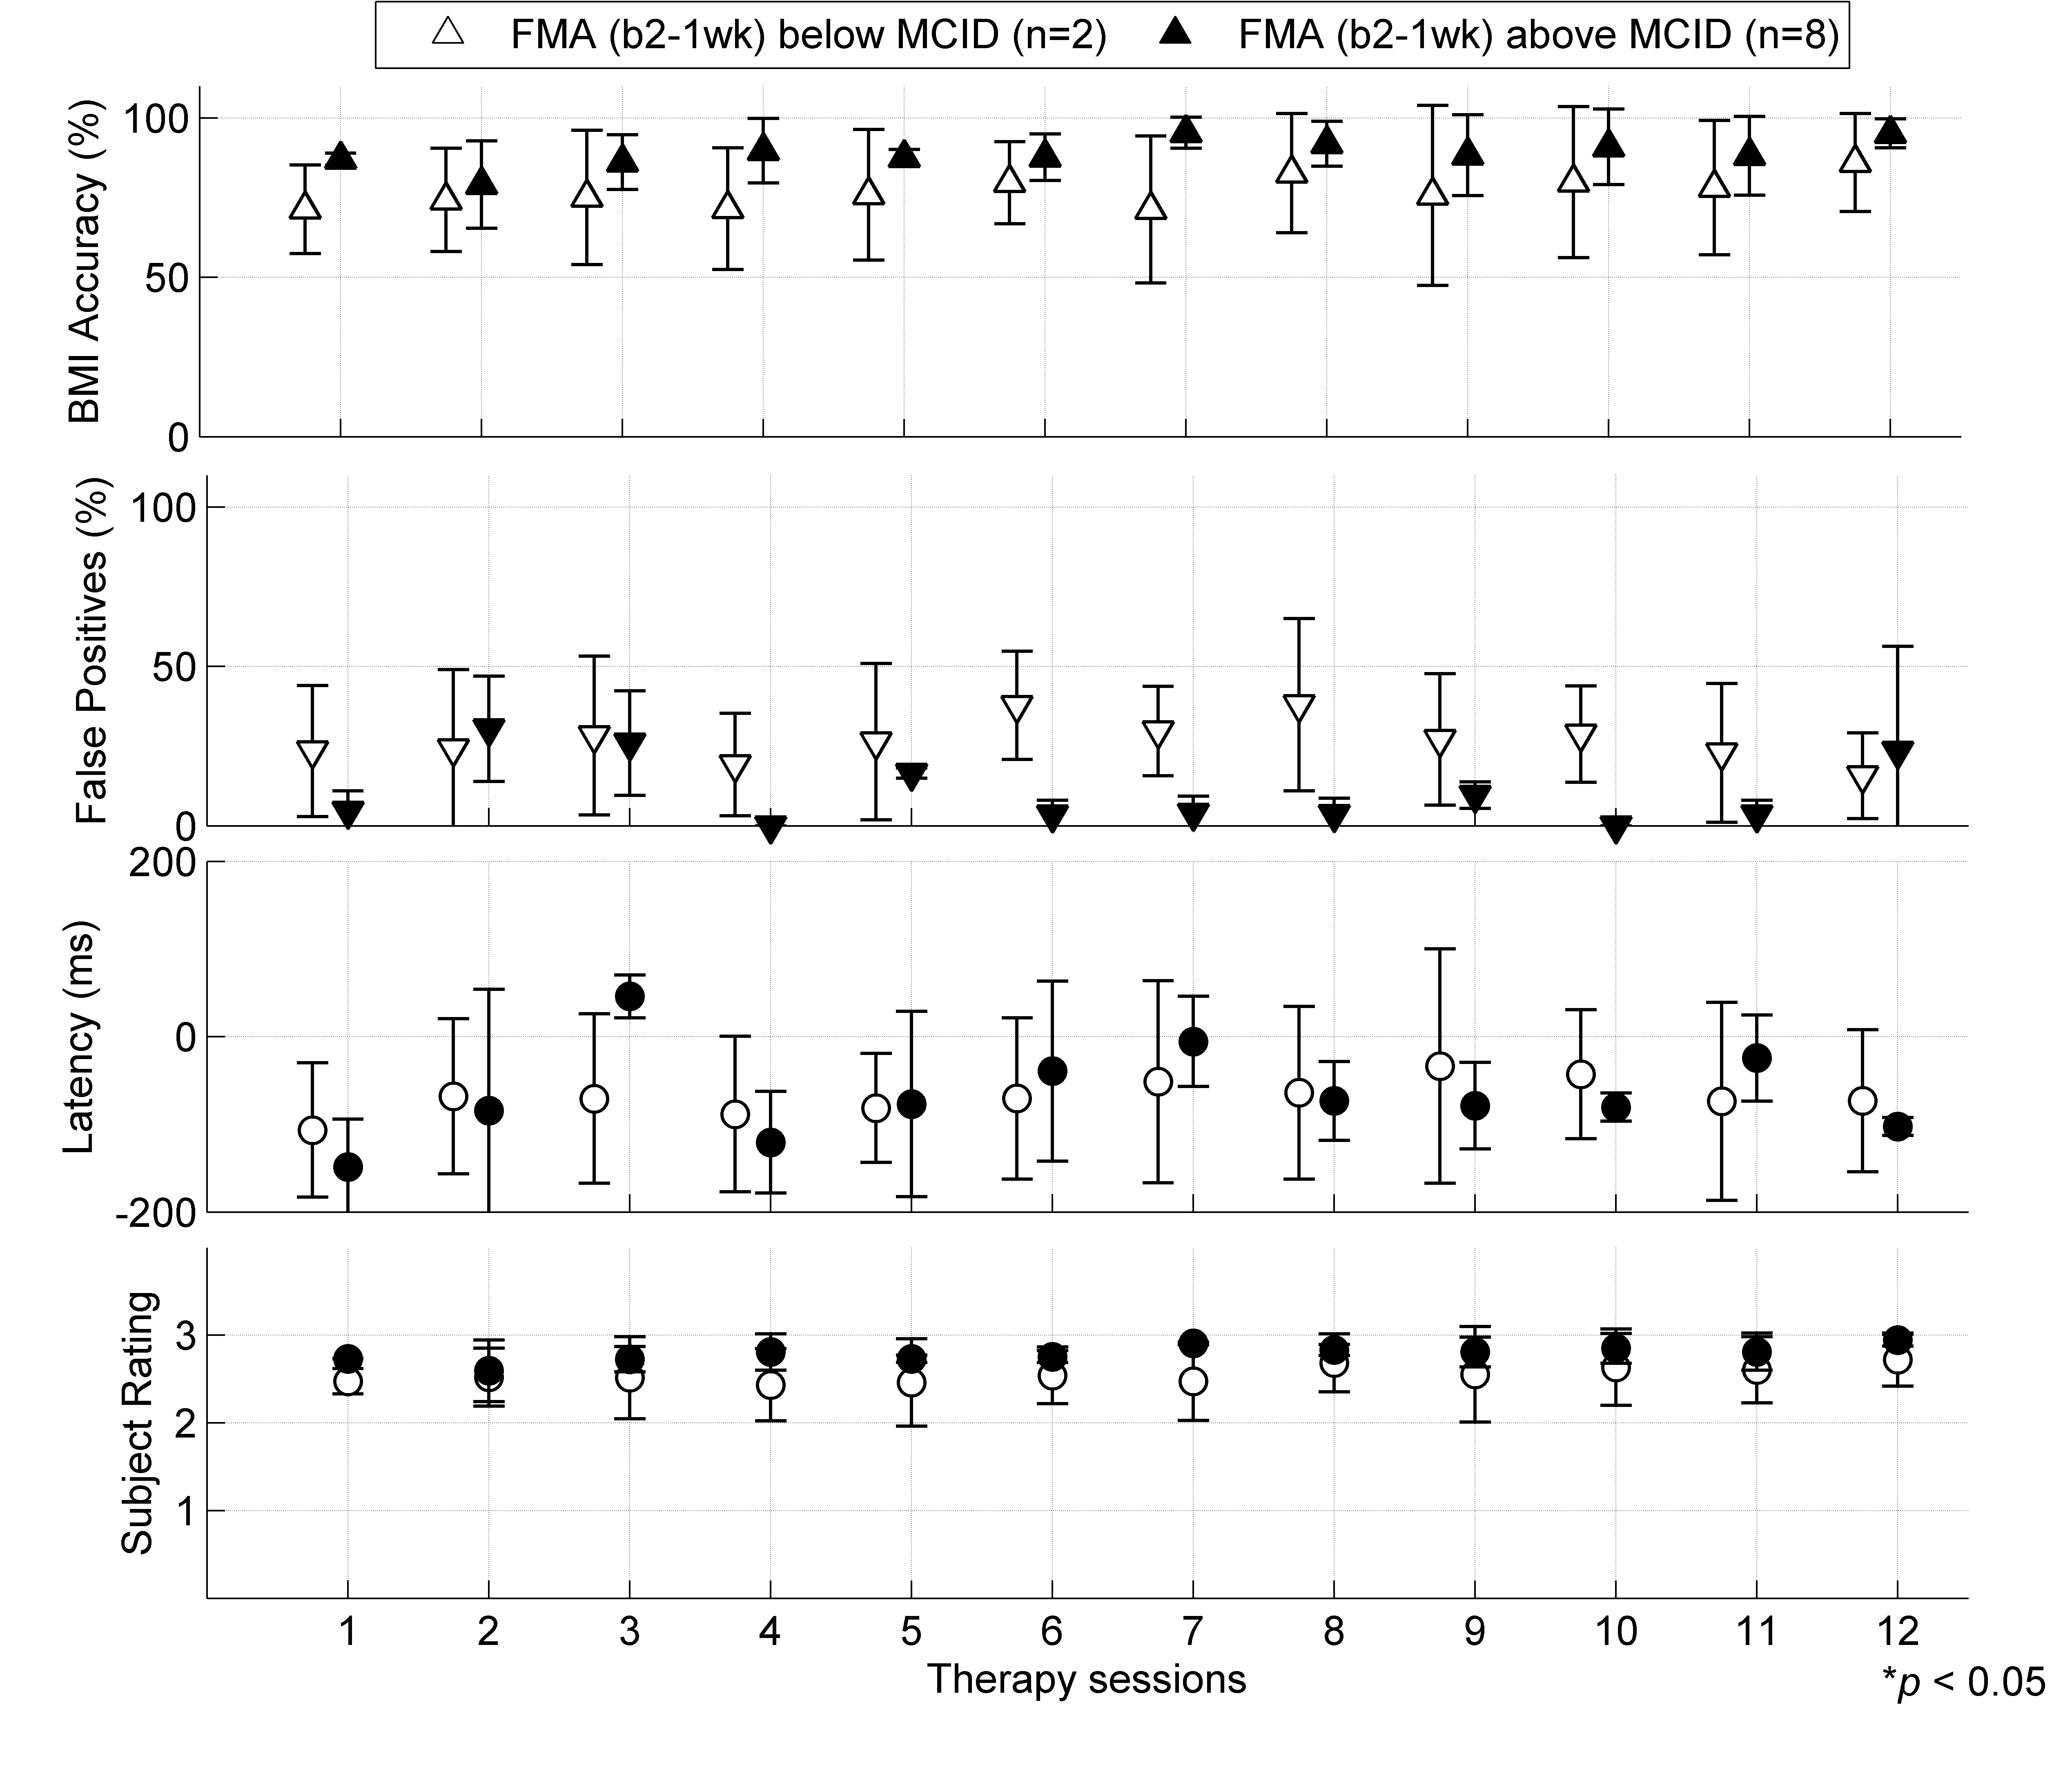 FMA (b2-1wk) below MCID (n=2) FMA (b2-1wk) above MCID (n=8)
BMI Accuracy (%)
100
50
0
False Positives (%)
100
50
0
Latency (ms)
200
0
-200
Subject Rating
3
2
1
1 2 3 4 5 6 7 8 9 10 11 12
Therapy sessions
*p < 0.05